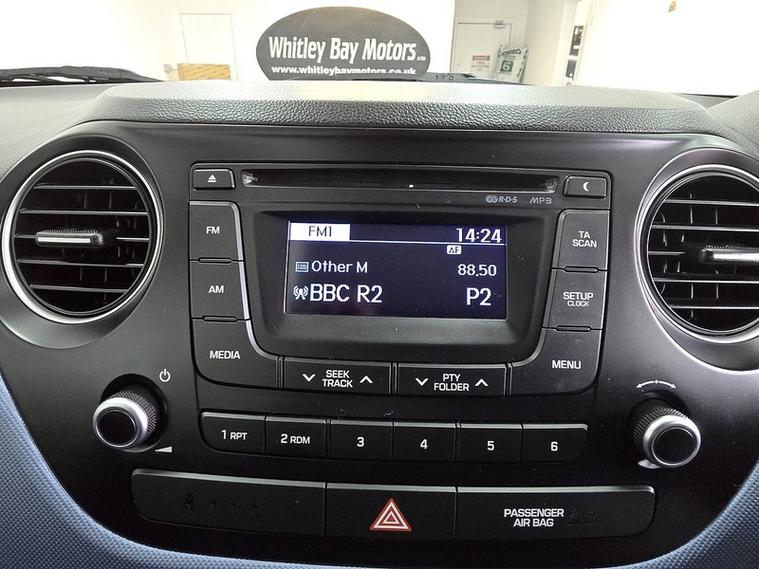 Whitley Bay Motors.com
www.whitleybaymotors.co.uk
R·D·S MP3
FM
AM
MEDIA
FM1 14:24
AF
Other M 88.50
BBC R2 P2
TA
SCAN
SETUP
CLOCK
MENU
SEEK
TRACK
PTY
FOLDER
1 RPT
2 RDM
3
4
5
6
PASSENGER
AIR BAG